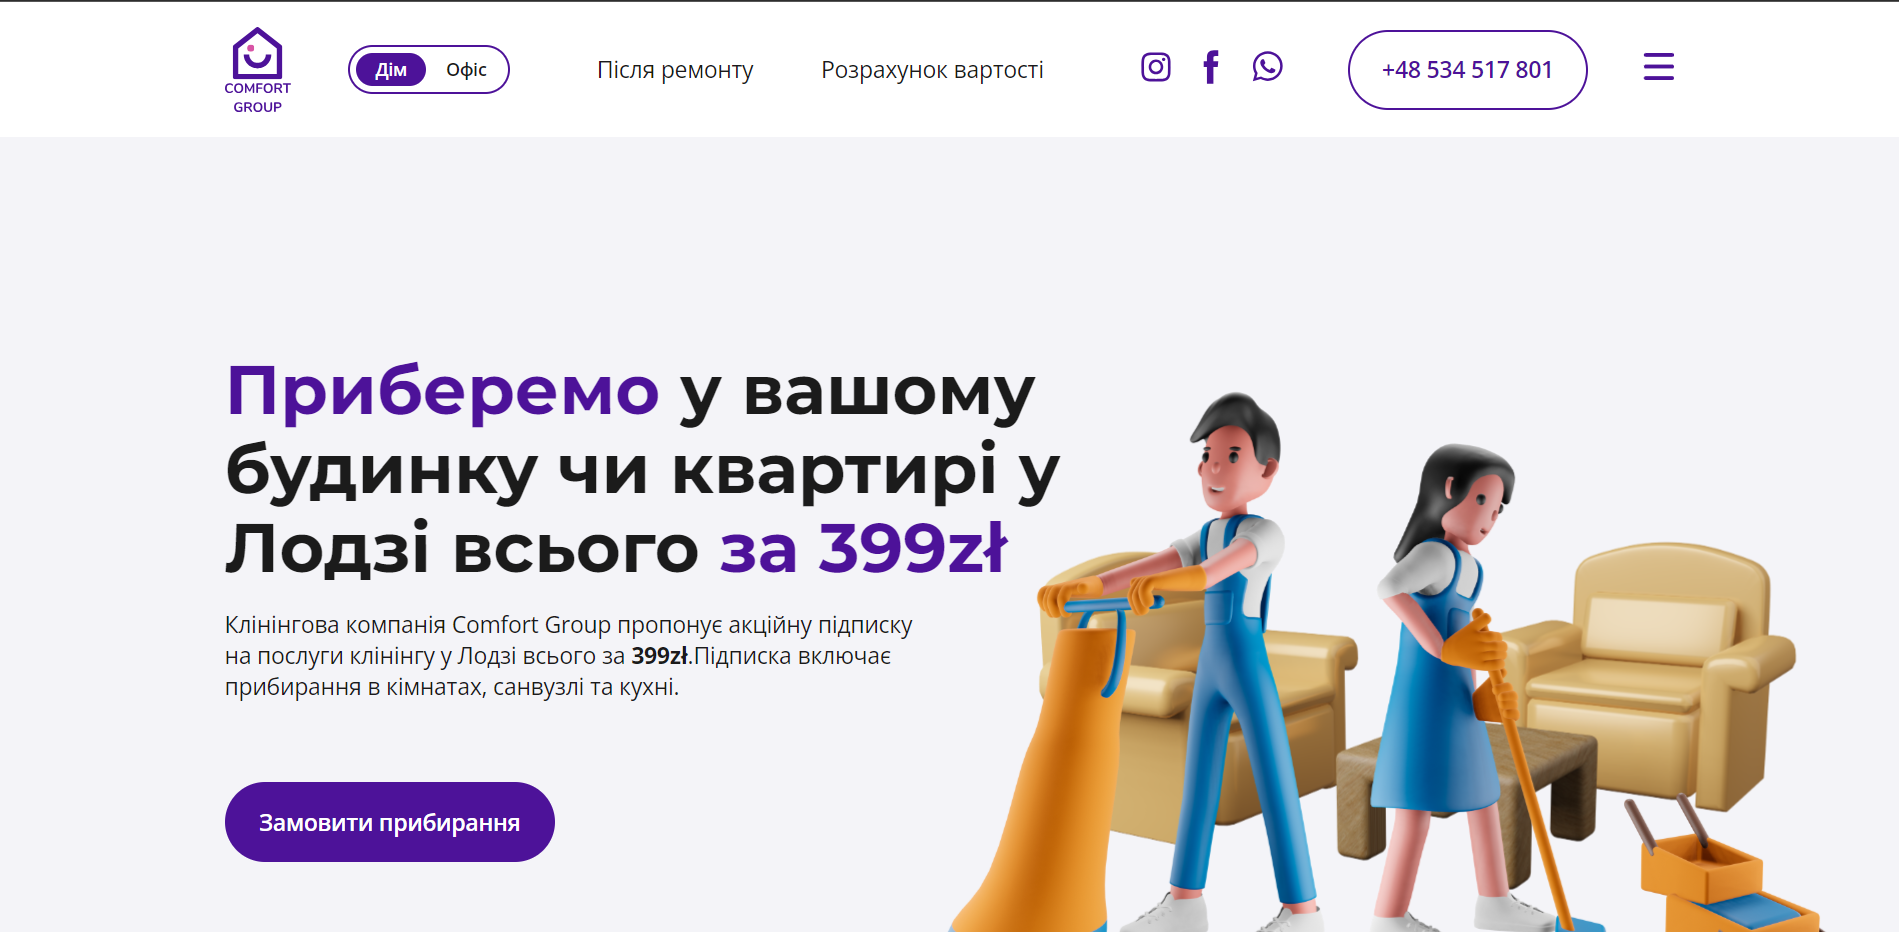 COMFORT
GROUP
Дім Офіс
Після ремонту
Розрахунок вартості
+48 534 517 801
Приберемо у вашому
будинку чи квартирі у
Лодзі всього за 399zł
Клінінгова компанія Comfort Group пропонує акційну підписку
на послуги клінінгу у Лодзі всього за 399zł.Підписка включає
прибирання в кімнатах, санвузлі та кухні.
Замовити прибирання